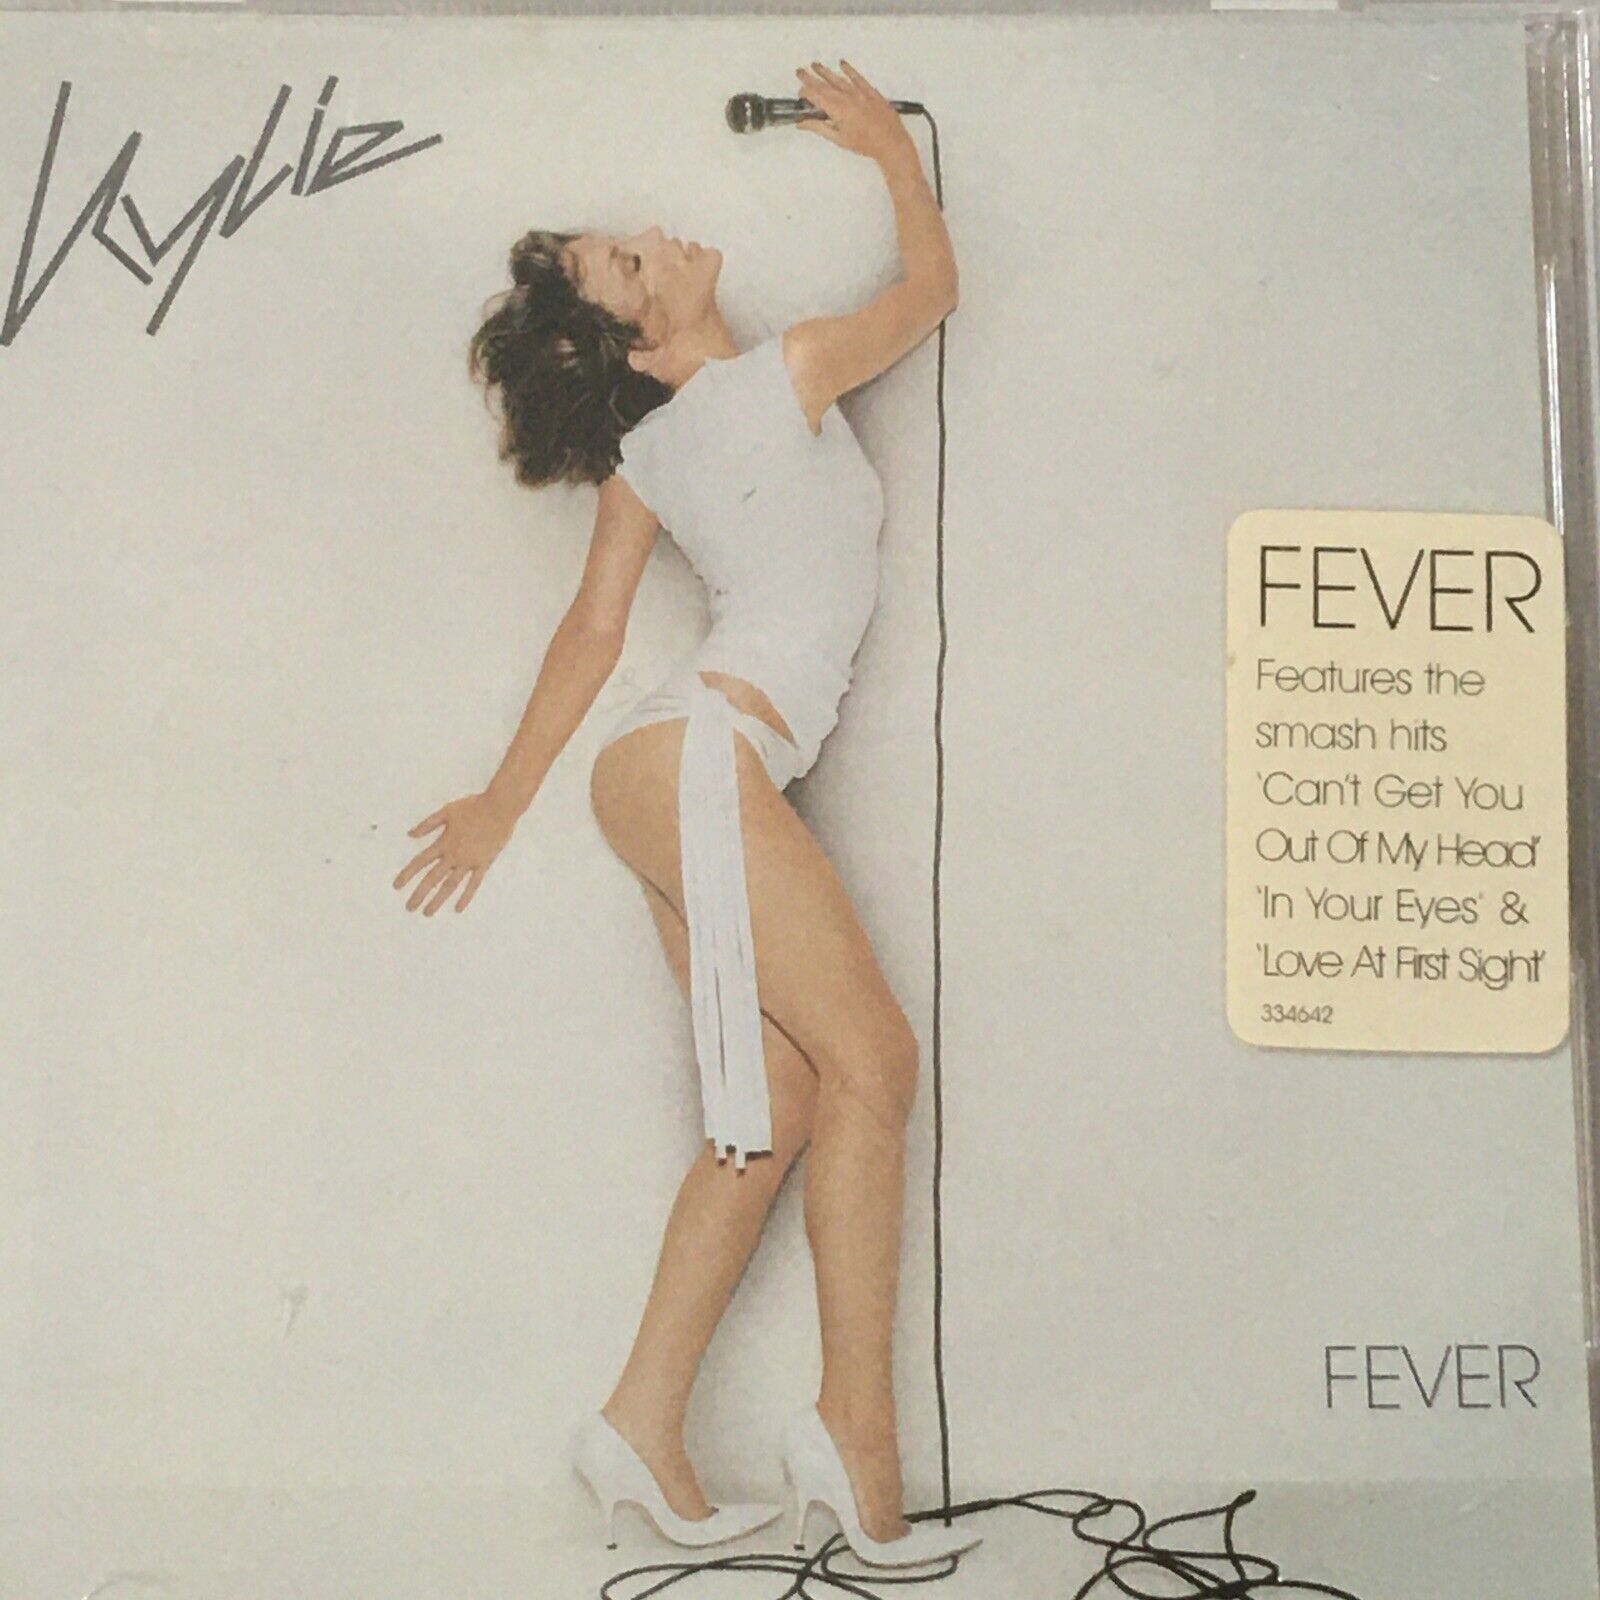 Kylie
FEVER
Features the
smash hits
'Can't Get You
Out Of My Head'
'In Your Eyes' &
'Love At First Sight'
334642
FEVER